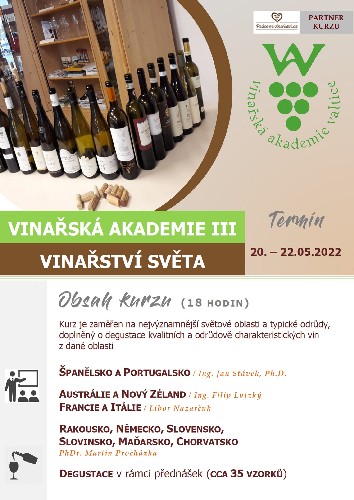 PARTNER
KURZU
vinařská akademie valtice
VINAŘSKÁ AKADEMIE III
VINAŘSTVÍ SVĚTA
Termín
20. – 22.05.2022
Obsah kurzu (18 HODIN)
Kurz je zaměřen na nejvýznamnější světové oblasti a typické odrůdy,
doplněný o degustace kvalitních a odrůdově charakteristických vín
z dané oblasti
ŠPANĚLSKO A PORTUGALSKO / Ing. Jan Stávek, Ph.D.
AUSTRÁLIE A NOVÝ ZÉLAND / Ing. Filip Lvízký
FRANCIE A ITÁLIE / Libor Nazarčuk
RAKOUSKO, NĚMECKO, SLOVENSKO,
SLOVINSKO, MAĎARSKO, CHORVATSKO
PhDr. Martin Procházka
DEGUSTACE v rámci přednášek (CCA 35 VZORKŮ)